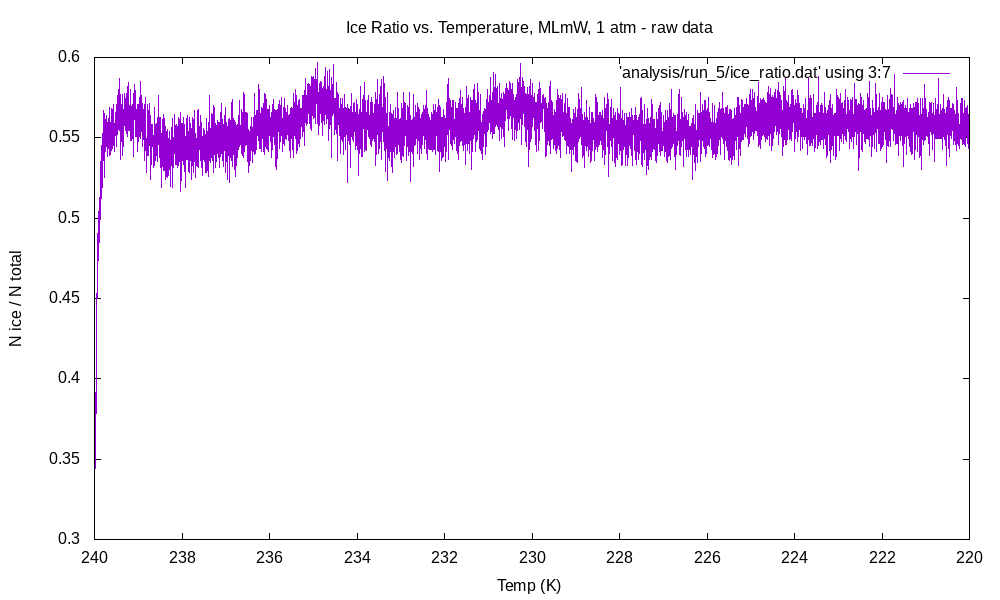 Ice Ratio vs. Temperature, MLmW, 1 atm - raw data
'analysis/run_5/ice_ratio.dat' using 3:7
N ice / N total
0.6
0.55
0.5
0.45
0.4
0.35
0.3
240 238 236 234 232 230 228 226 224 222 220
Temp (K)